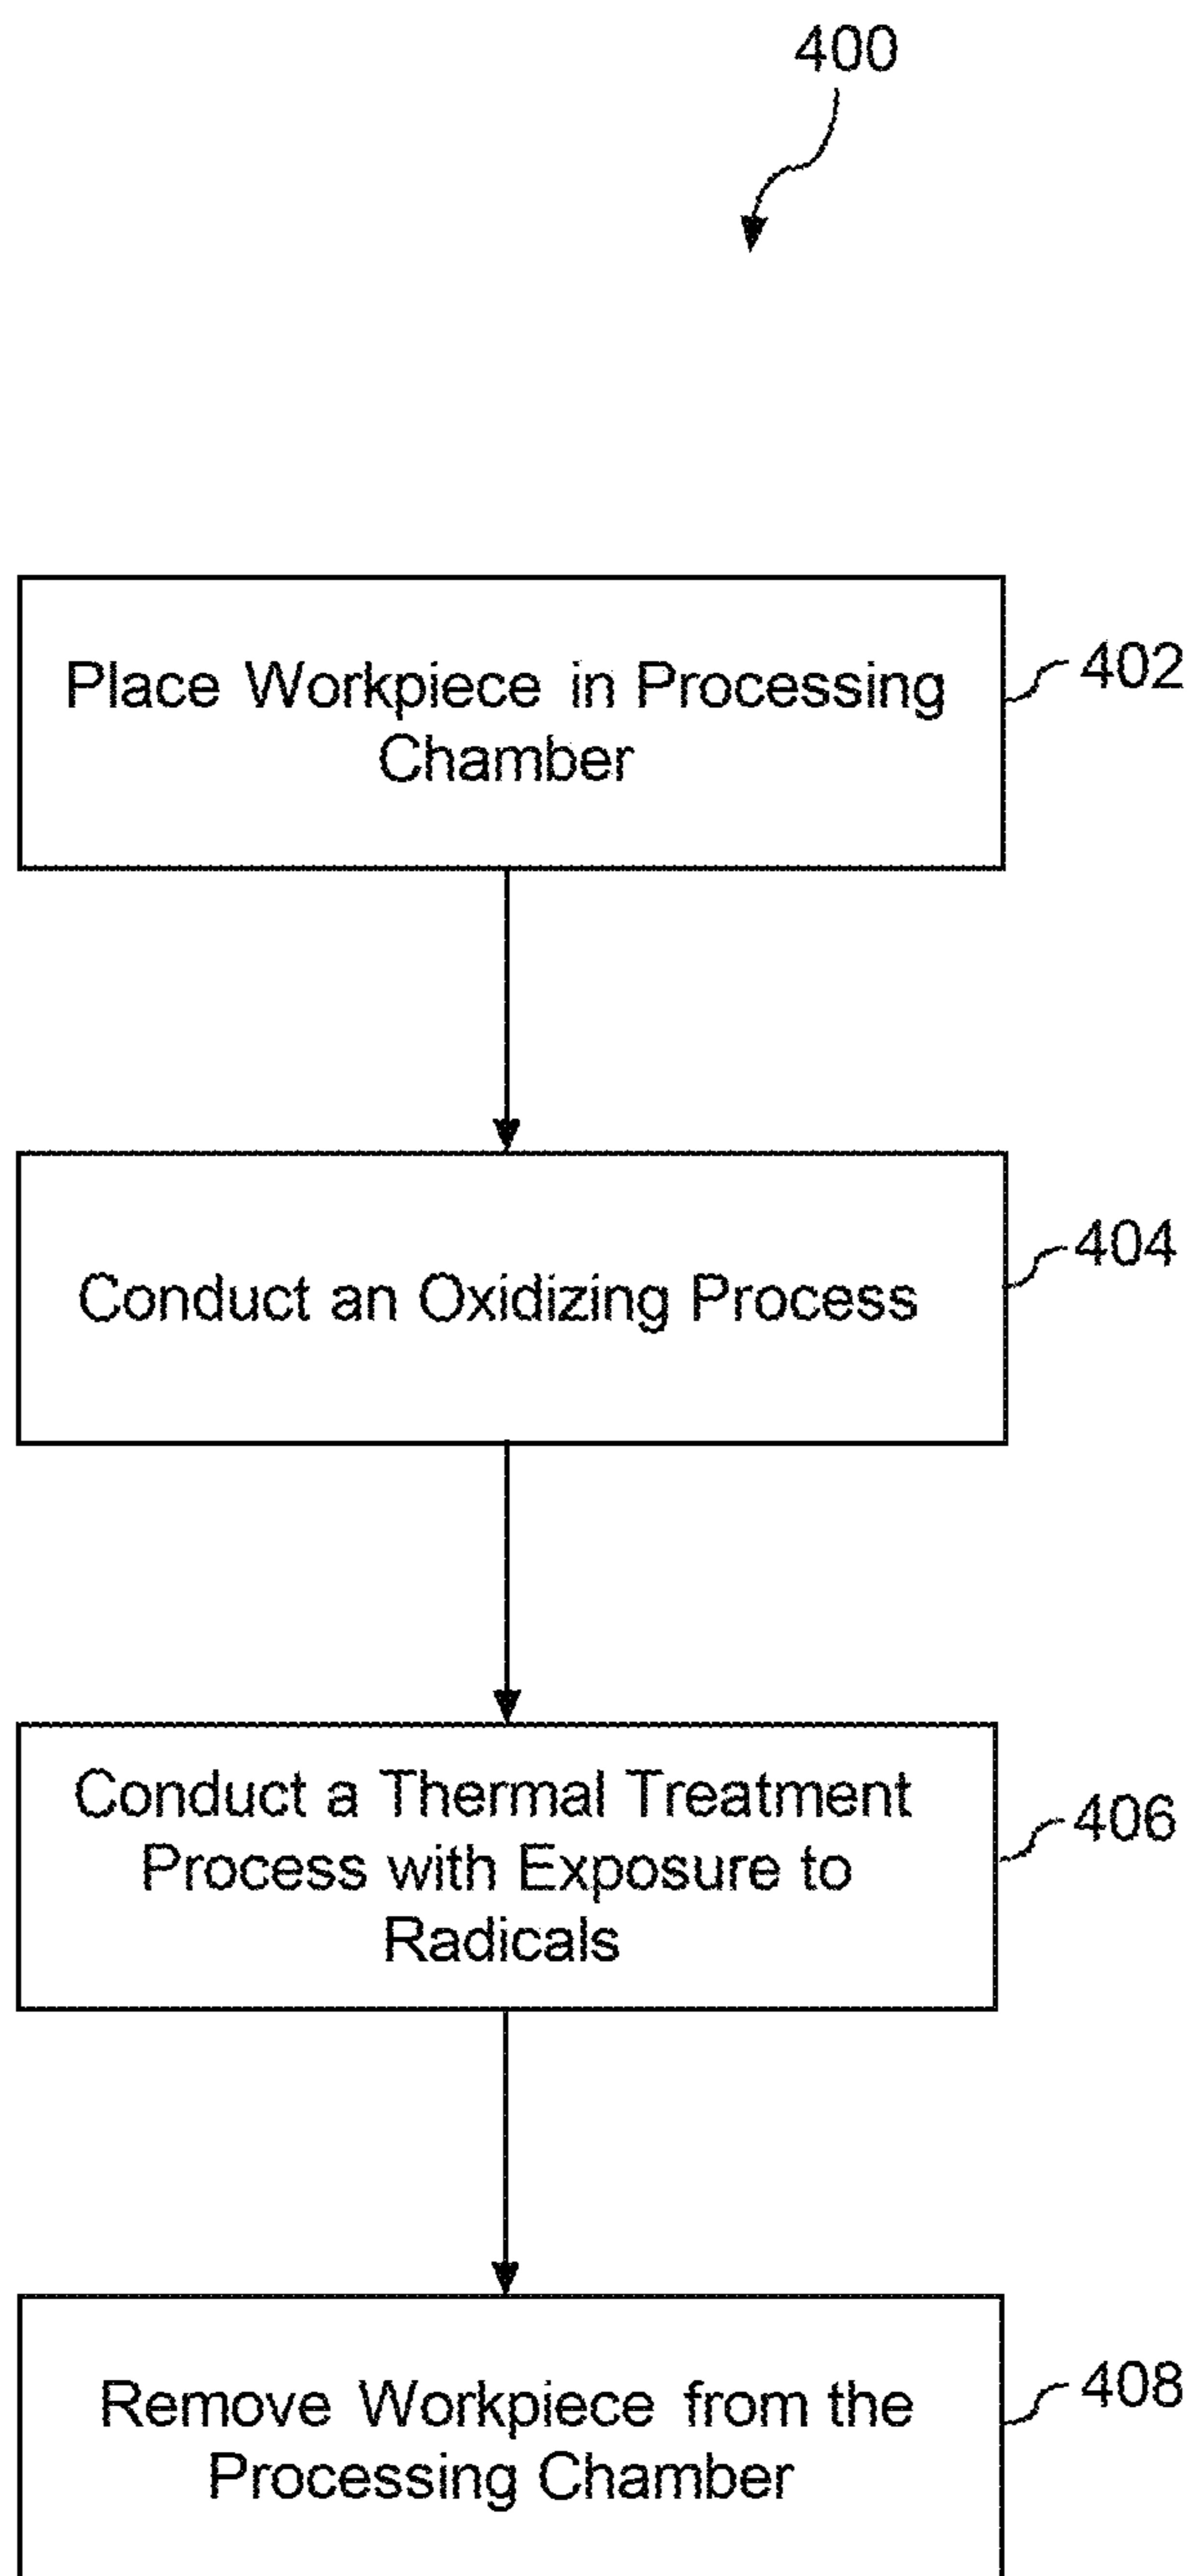 400
Place Workpiece in Processing
Chamber
402
Conduct an Oxidizing Process
404
Conduct a Thermal Treatment
Process with Exposure to
Radicals
406
Remove Workpiece from the
Processing Chamber
408